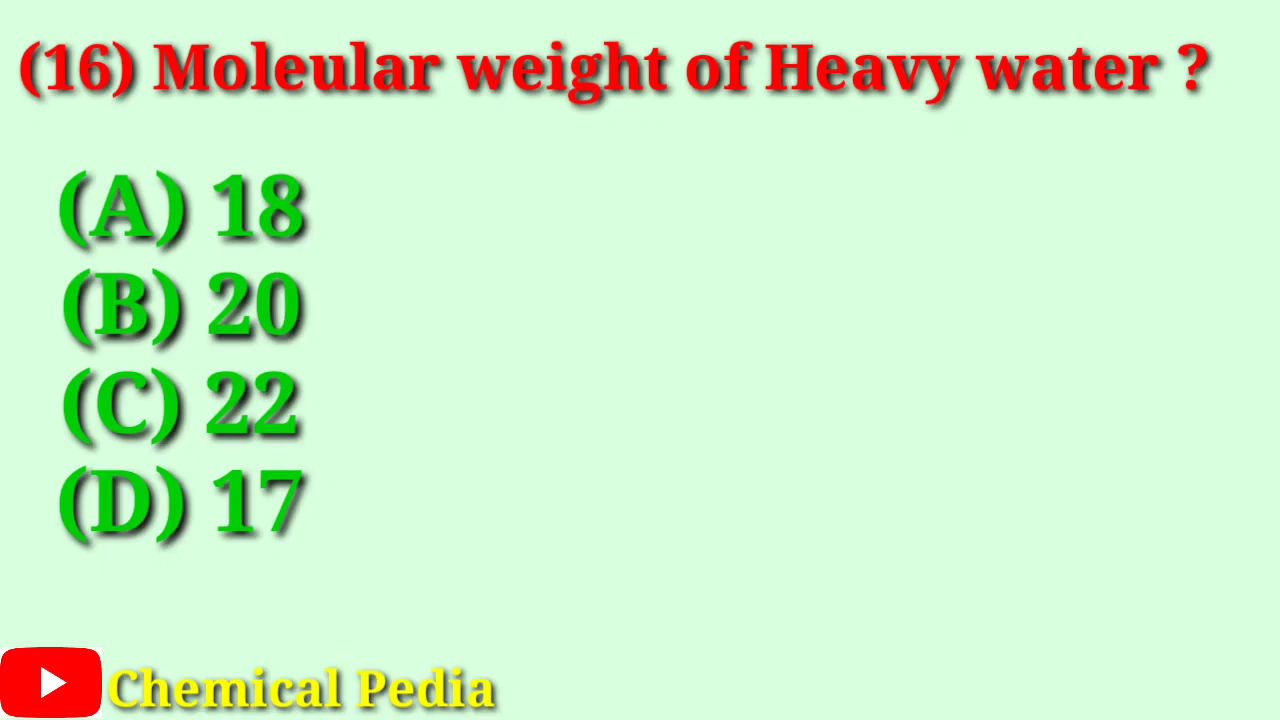 (16) Moleular weight of Heavy water ?
(A) 18
(B) 20
(C) 22
(D) 17
Chemical Pedia